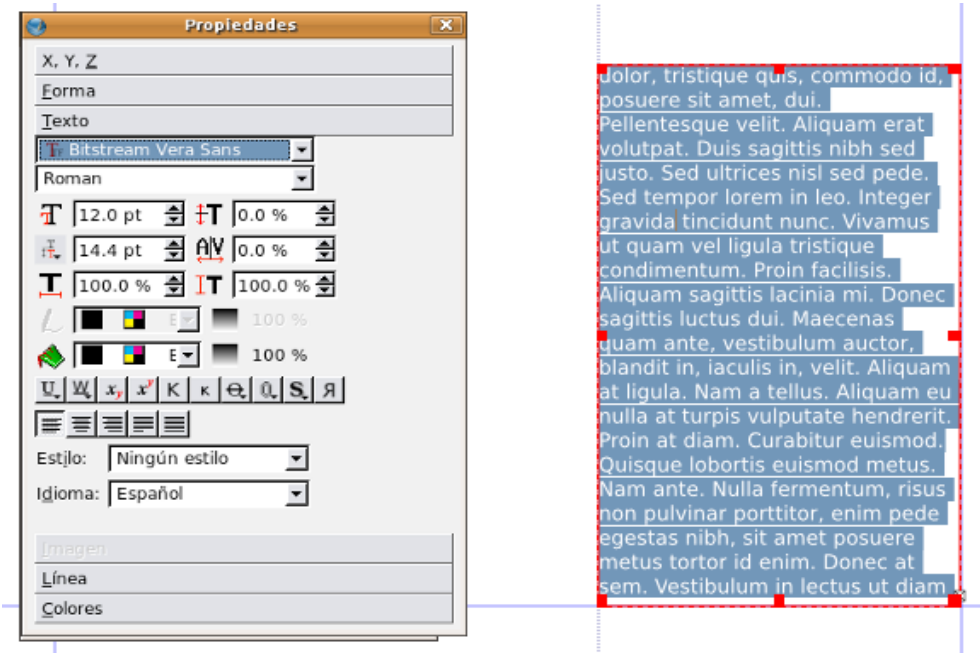 Propiedades
X, Y, Z
Forma
Texto
Bitstream Vera Sans
Roman
12.0 pt
0.0 %
14.4 pt
0.0 %
100.0 %
100.0 %
100 %
100 %
Estilo: Ningún estilo
Idioma: Español
Imagen
Línea
Colores
dolor, tristique quis, commodo id,
posuere sit amet, dui.
Pellentesque velit. Aliquam erat
volutpat. Duis sagittis nibh sed
justo. Sed ultrices nisl sed pede.
Sed tempor lorem in leo. Integer
gravida tincidunt nunc. Vivamus
ut quam vel ligula tristique
condimentum. Proin facilisis.
Aliquam sagittis lacinia mi. Donec
sagittis luctus dui. Maecenas
quam ante, vestibulum auctor,
blandit in, iaculis in, velit. Aliquam
at ligula. Nam a tellus. Aliquam eu
nulla at turpis vulputate hendrerit.
Proin at diam. Curabitur euismod.
Quisque lobortis euismod metus.
Nam ante. Nulla fermentum, risus
non pulvinar porttitor, enim pede
egestas nibh, sit amet posuere
metus tortor id enim. Donec at
sem. Vestibulum in lectus ut diam